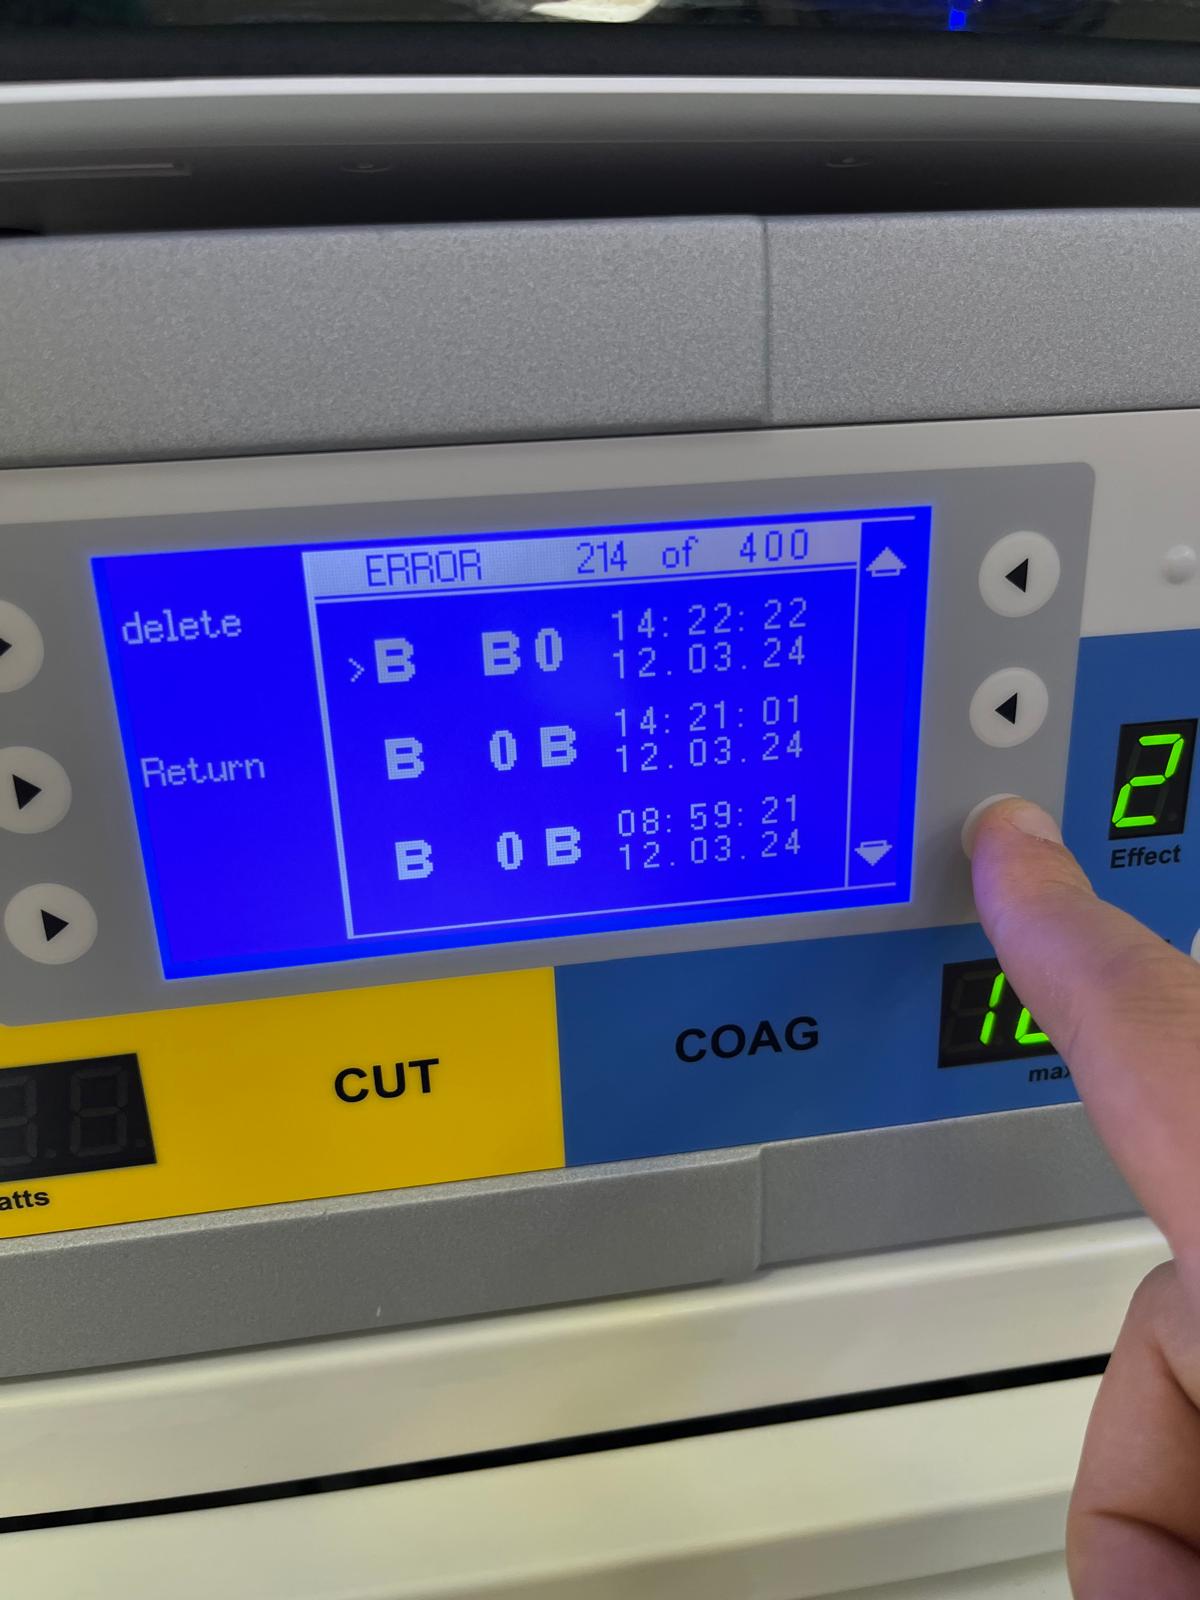 ERROR 214 of 400
delete
>B B0 14:22:22
12.03.24
Return
B 0B 14:21:01
12.03.24
B 0B 08:59:21
12.03.24
2
Effect
CUT
COAG
max
atts